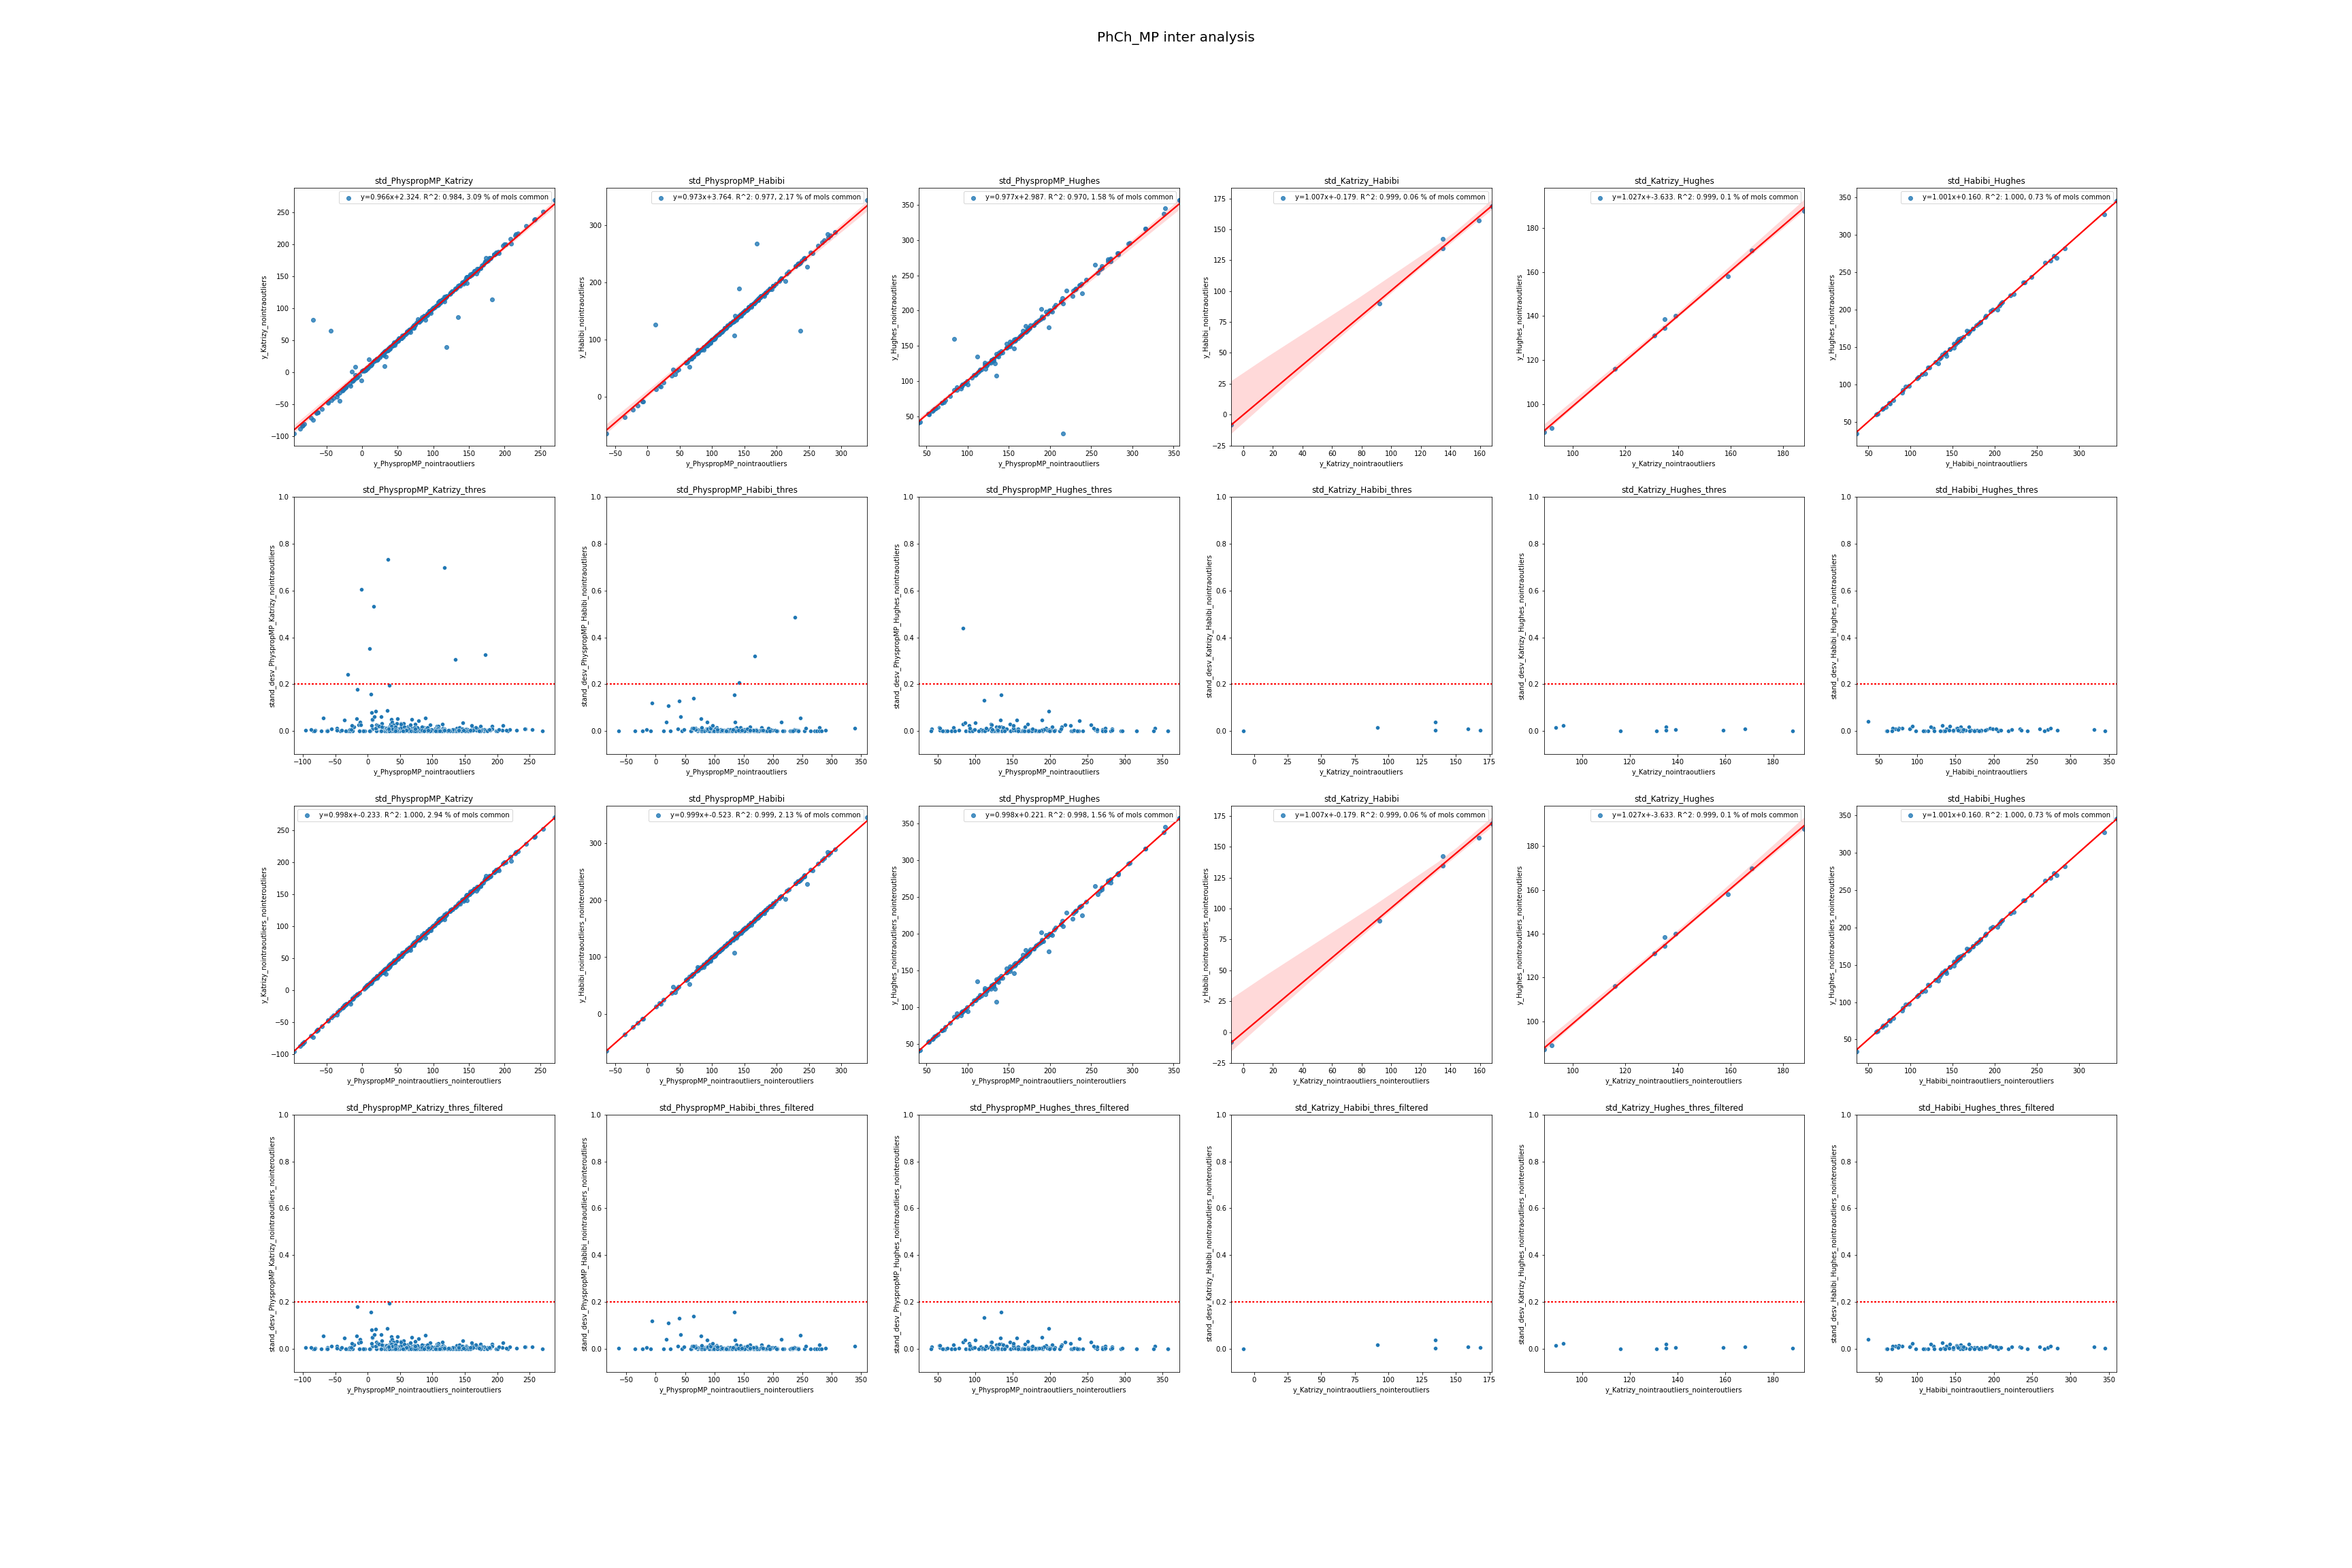 PhCh_MP inter analysis
std_PhyspropMP_Katrizy
std_PhyspropMP_Habibi
std_PhyspropMP_Hughes
std_Katrizy_Habibi
std_Katrizy_Hughes
std_Habibi_Hughes
y=0.966x+2.324. R^2: 0.984, 3.09 % of mols common
y=0.973x+3.764. R^2: 0.977, 2.17 % of mols common
y=0.977x+2.987. R^2: 0.970, 1.58 % of mols common
y=1.007x+-0.179. R^2: 0.999, 0.06 % of mols common
y=1.027x+-3.633. R^2: 0.999, 0.1 % of mols common
y=1.001x+0.160. R^2: 1.000, 0.73 % of mols common
y_Katrizy_nointraoutliers
y_Habibi_nointraoutliers
y_Hughes_nointraoutliers
y_Habibi_nointraoutliers
y_Hughes_nointraoutliers
y_Hughes_nointraoutliers
y_PhyspropMP_nointraoutliers
y_PhyspropMP_nointraoutliers
y_PhyspropMP_nointraoutliers
y_Katrizy_nointraoutliers
y_Katrizy_nointraoutliers
y_Habibi_nointraoutliers
std_PhyspropMP_Katrizy_thres
std_PhyspropMP_Habibi_thres
std_PhyspropMP_Hughes_thres
std_Katrizy_Habibi_thres
std_Katrizy_Hughes_thres
std_Habibi_Hughes_thres
stand_desv_PhyspropMP_Katrizy_nointraoutliers
stand_desv_PhyspropMP_Habibi_nointraoutliers
stand_desv_PhyspropMP_Hughes_nointraoutliers
stand_desv_Katrizy_Habibi_nointraoutliers
stand_desv_Katrizy_Hughes_nointraoutliers
stand_desv_Habibi_Hughes_nointraoutliers
y_PhyspropMP_nointraoutliers
y_PhyspropMP_nointraoutliers
y_PhyspropMP_nointraoutliers
y_Katrizy_nointraoutliers
y_Katrizy_nointraoutliers
y_Habibi_nointraoutliers
std_PhyspropMP_Katrizy
std_PhyspropMP_Habibi
std_PhyspropMP_Hughes
std_Katrizy_Habibi
std_Katrizy_Hughes
std_Habibi_Hughes
y=0.998x+-0.233. R^2: 1.000, 2.94 % of mols common
y=0.999x+-0.523. R^2: 0.999, 2.13 % of mols common
y=0.998x+0.221. R^2: 0.998, 1.56 % of mols common
y=1.007x+-0.179. R^2: 0.999, 0.06 % of mols common
y=1.027x+-3.633. R^2: 0.999, 0.1 % of mols common
y=1.001x+0.160. R^2: 1.000, 0.73 % of mols common
y_Katrizy_nointraoutliers_nointeroutliers
y_Habibi_nointraoutliers_nointeroutliers
y_Hughes_nointraoutliers_nointeroutliers
y_Habibi_nointraoutliers_nointeroutliers
y_Hughes_nointraoutliers_nointeroutliers
y_Hughes_nointraoutliers_nointeroutliers
y_PhyspropMP_nointraoutliers_nointeroutliers
y_PhyspropMP_nointraoutliers_nointeroutliers
y_PhyspropMP_nointraoutliers_nointeroutliers
y_Katrizy_nointraoutliers_nointeroutliers
y_Katrizy_nointraoutliers_nointeroutliers
y_Habibi_nointraoutliers_nointeroutliers
std_PhyspropMP_Katrizy_thres_filtered
std_PhyspropMP_Habibi_thres_filtered
std_PhyspropMP_Hughes_thres_filtered
std_Katrizy_Habibi_thres_filtered
std_Katrizy_Hughes_thres_filtered
std_Habibi_Hughes_thres_filtered
stand_desv_PhyspropMP_Katrizy_nointraoutliers_nointeroutliers
stand_desv_PhyspropMP_Habibi_nointraoutliers_nointeroutliers
stand_desv_PhyspropMP_Hughes_nointraoutliers_nointeroutliers
stand_desv_Katrizy_Habibi_nointraoutliers_nointeroutliers
stand_desv_Katrizy_Hughes_nointraoutliers_nointeroutliers
stand_desv_Habibi_Hughes_nointraoutliers_nointeroutliers
y_PhyspropMP_nointraoutliers_nointeroutliers
y_PhyspropMP_nointraoutliers_nointeroutliers
y_PhyspropMP_nointraoutliers_nointeroutliers
y_Katrizy_nointraoutliers_nointeroutliers
y_Katrizy_nointraoutliers_nointeroutliers
y_Habibi_nointraoutliers_nointeroutliers